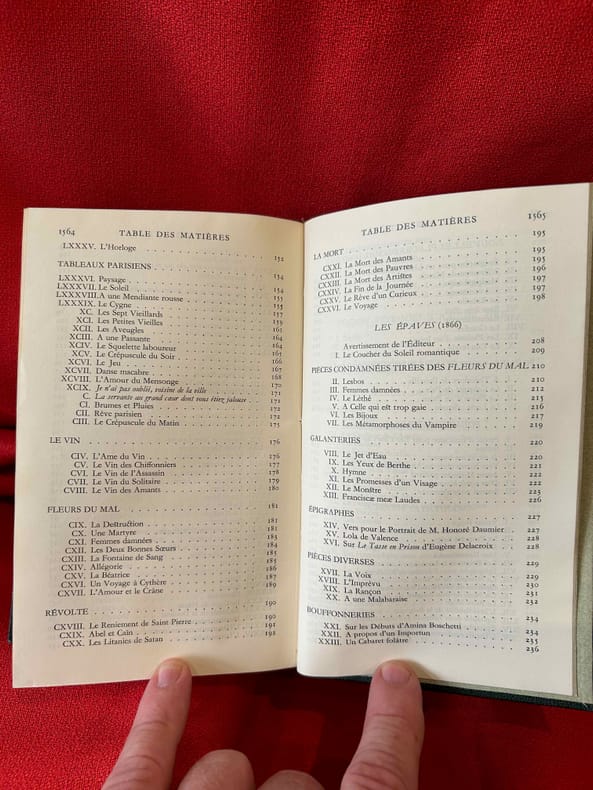 1564 TABLE DES MATIÈRES
LXXXV. L'Horloge . . . 152
TABLEAUX PARISIENS . . . 154
LXXXVI. Paysage . . . 154
LXXXVII. Le Soleil . . . 154
LXXXVIII. A une Mendiante rousse . . . 155
LXXXIX. Le Cygne . . . 155
XC. Les Sept Vieillards . . . 157
XCI. Les Petites Vieilles . . . 159
XCII. Les Aveugles . . . 161
XCIII. A une Passante . . . 164
XCIV. Le Squelette laboureur . . . 164
XCV. Le Crépuscule du Soir . . . 166
XCVI. Le Jeu . . . 167
XCVII. Danse macabre . . . 168
XCVIII. L'Amour du Mensonge . . . 170
XCIX. Je n'ai pas oublié, voisine de la ville . . . 171
C. La servante au grand cœur dont vous étiez jalouse . . . 171
CI. Brumes et Pluies . . . 172
CII. Rêve parisien . . . 173
CIII. Le Crépuscule du Matin . . . 175
LE VIN . . . 176
CIV. L'Ame du Vin . . . 176
CV. Le Vin des Chiffonniers . . . 177
CVI. Le Vin de l'Assassin . . . 178
CVII. Le Vin du Solitaire . . . 179
CVIII. Le Vin des Amants . . . 180
FLEURS DU MAL . . . 181
CIX. La Destruction . . . 181
CX. Une Martyre . . . 181
CXI. Femmes damnées . . . 183
CXII. Les Deux Bonnes Sœurs . . . 184
CXIII. La Fontaine de Sang . . . 185
CXIV. Allégorie . . . 185
CXV. La Béatrice . . . 186
CXVI. Un Voyage à Cythère . . . 187
CXVII. L'Amour et le Crâne . . . 189
RÉVOLTE . . . 190
CXVIII. Le Reniement de Saint Pierre . . . 190
CXIX. Abel et Caïn . . . 191
CXX. Les Litanies de Satan . . . 192
TABLE DES MATIÈRES 1565
LA MORT . . . 195
CXXI. La Mort des Amants . . . 195
CXXII. La Mort des Pauvres . . . 195
CXXIII. La Mort des Artistes . . . 196
CXXIV. La Fin de la Journée . . . 197
CXXV. Le Rêve d'un Curieux . . . 197
CXXVI. Le Voyage . . . 198
LES ÉPAVES (1866)
Avertissement de l'Éditeur . . . 208
I. Le Coucher du Soleil romantique . . . 209
PIÈCES CONDAMNÉES TIRÉES DES FLEURS DU MAL 210
II. Lesbos . . . 210
III. Femmes damnées . . . 212
IV. Le Léthé . . . 215
V. A Celle qui est trop gaie . . . 216
VI. Les Bijoux . . . 217
VII. Les Métamorphoses du Vampire . . . 219
GALANTERIES . . . 220
VIII. Le Jet d'Eau . . . 220
IX. Les Yeux de Berthe . . . 221
X. Hymne . . . 222
XI. Les Promesses d'un Visage . . . 222
XII. Le Monstre . . . 223
XIII. Franciscæ meæ Laudes . . . 226
ÉPIGRAPHES . . . 227
XIV. Vers pour le Portrait de M. Honoré Daumier . . . 227
XV. Lola de Valence . . . 228
XVI. Sur Le Tasse en Prison d'Eugène Delacroix . . . 228
PIÈCES DIVERSES . . . 229
XVII. La Voix . . . 229
XVIII. L'Imprévu . . . 230
XIX. La Rançon . . . 231
XX. A une Malabaraise . . . 232
BOUFFONNERIES . . . 234
XXI. Sur les Débuts d'Amina Boschetti . . . 234
XXII. A propos d'un Importun . . . 235
XXIII. Un Cabaret folâtre . . . 236